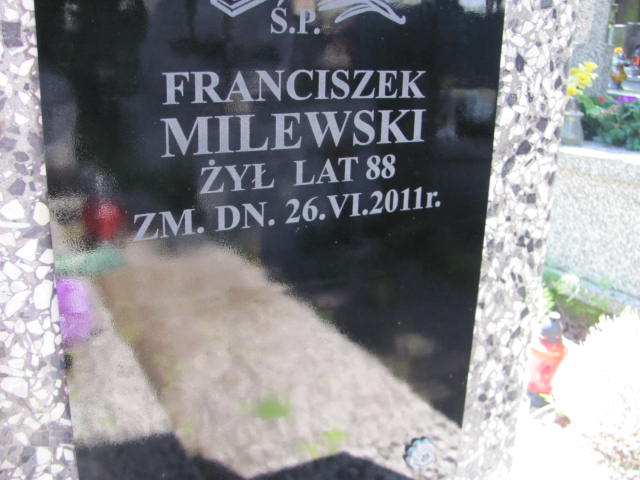 Ś.P.
FRANCISZEK
MILEWSKI
ŻYŁ LAT 88
ZM. DN. 26.VI.2011r.